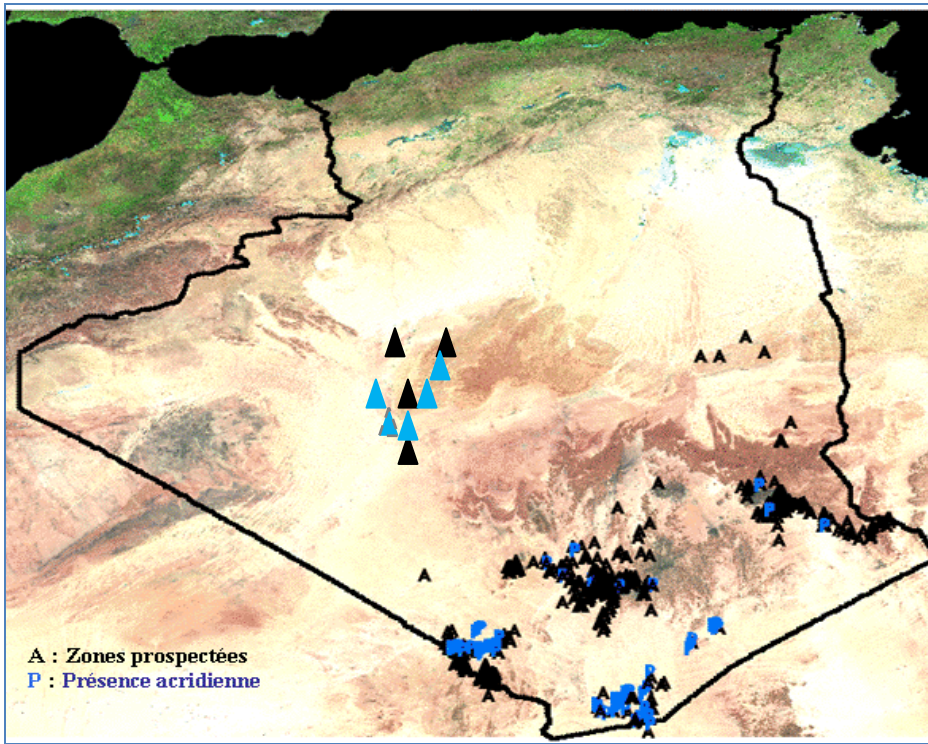 A : Zones prospectées
P : Présence acridienne